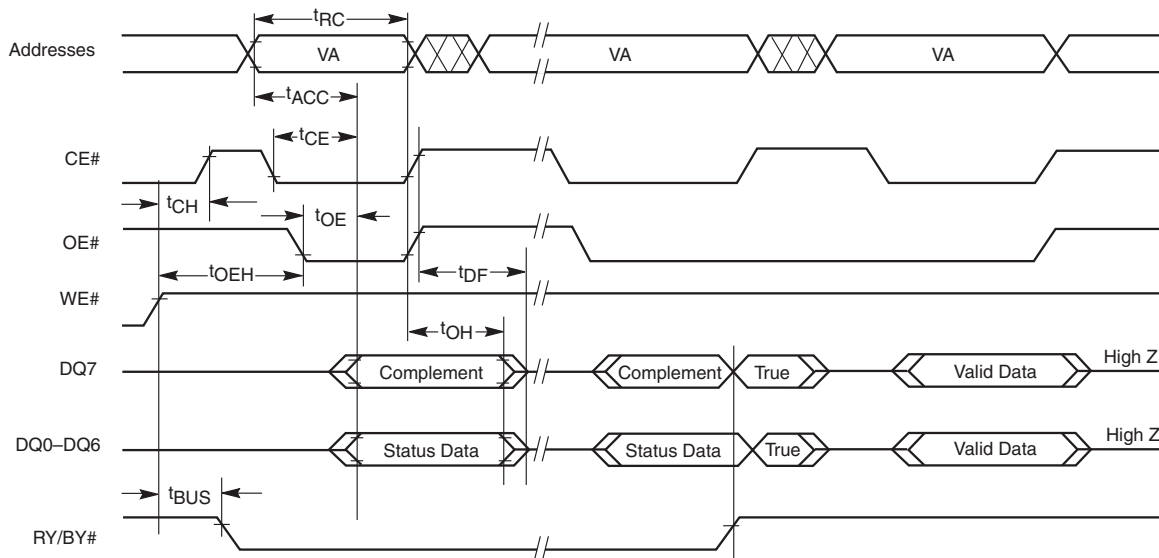 tRC
Addresses VA VA VA
tACC
tCE
CE#
tCH tOE
OE#
tOEH tDF
WE#
tOH
DQ7 Complement Complement True Valid Data High Z
DQ0–DQ6 Status Data Status Data True Valid Data High Z
tBUS
RY/BY#